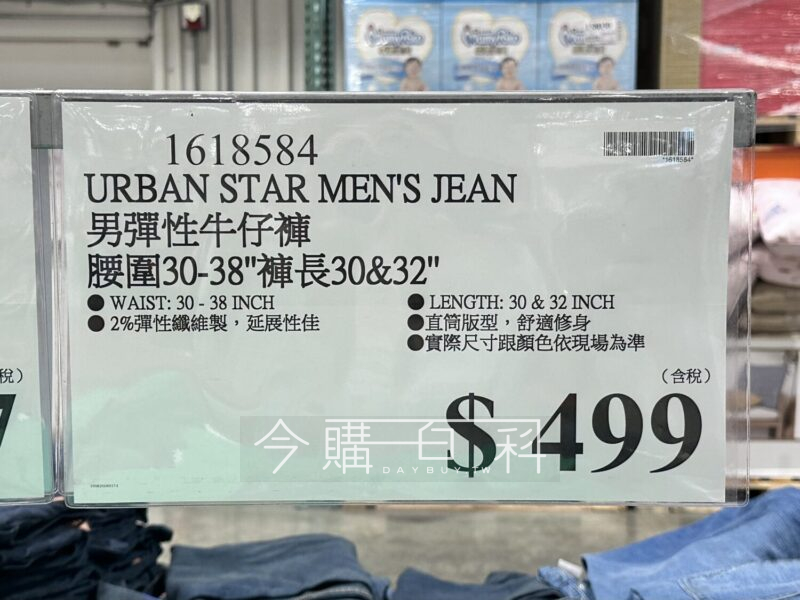 1618584
*1618584*
URBAN STAR MEN'S JEAN
男彈性牛仔褲
腰圍30-38"褲長30&32"
● WAIST: 30 - 38 INCH
● LENGTH: 30 & 32 INCH
● 2%彈性纖維製，延展性佳
●直筒版型，舒適修身
●實際尺寸跟顏色依現場為準
（含稅）
$ 499
今購百科
DAYBUY.TW
稅）
7